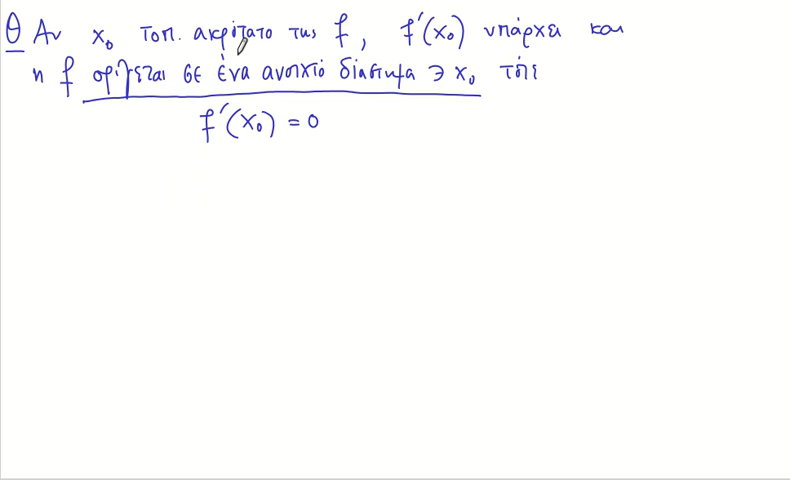 Θ Αν x₀ τοπ. ακρότατο της f, f'(x₀) υπάρχει και
η f ορίζεται σε ένα ανοιχτό διάστημα ∋ x₀ τότε
f'(x₀) = 0